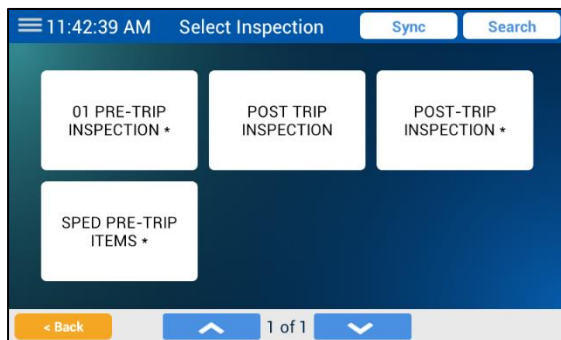 11:42:39 AM Select Inspection Sync Search
01 PRE-TRIP
INSPECTION *
POST TRIP
INSPECTION
POST-TRIP
INSPECTION *
SPED PRE-TRIP
ITEMS *
< Back 1 of 1